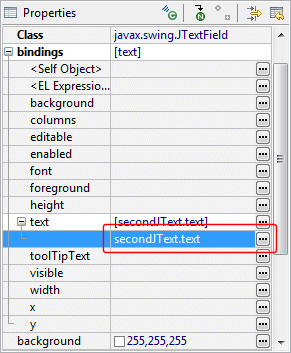 Properties
Class javax.swing.JTextField
bindings [text]
<Self Object>
<EL Expressio...
background
columns
editable
enabled
font
foreground
height
text [secondJText.text]
secondJText.text
toolTipText
visible
width
x
y
background 255,255,255